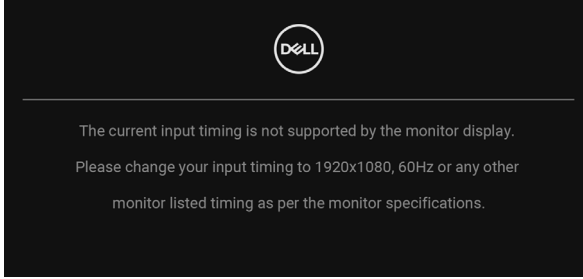 DELL
The current input timing is not supported by the monitor display.
Please change your input timing to 1920x1080, 60Hz or any other
monitor listed timing as per the monitor specifications.